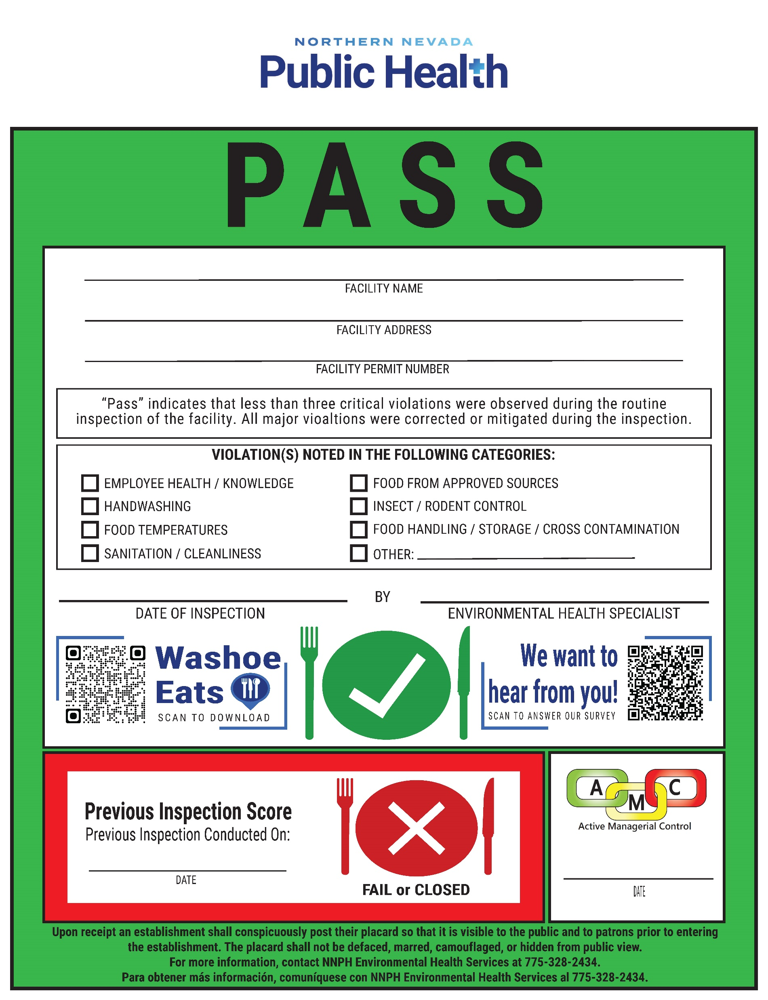 NORTHERN NEVADA
Public Health
PASS
FACILITY NAME
FACILITY ADDRESS
FACILITY PERMIT NUMBER
“Pass” indicates that less than three critical violations were observed during the routine
inspection of the facility. All major vioaltions were corrected or mitigated during the inspection.
VIOLATION(S) NOTED IN THE FOLLOWING CATEGORIES:
EMPLOYEE HEALTH / KNOWLEDGE
HANDWASHING
FOOD TEMPERATURES
SANITATION / CLEANLINESS
FOOD FROM APPROVED SOURCES
INSECT / RODENT CONTROL
FOOD HANDLING / STORAGE / CROSS CONTAMINATION
OTHER:
BY
DATE OF INSPECTION
ENVIRONMENTAL HEALTH SPECIALIST
Washoe
Eats
SCAN TO DOWNLOAD
We want to
hear from you!
SCAN TO ANSWER OUR SURVEY
Previous Inspection Score
Previous Inspection Conducted On:
DATE
FAIL or CLOSED
A M C
Active Managerial Control
DATE
Upon receipt an establishment shall conspicuously post their placard so that it is visible to the public and to patrons prior to entering
the establishment. The placard shall not be defaced, marred, camouflaged, or hidden from public view.
For more information, contact NNPH Environmental Health Services at 775-328-2434.
Para obtener más información, comuníquese con NNPH Environmental Health Services al 775-328-2434.